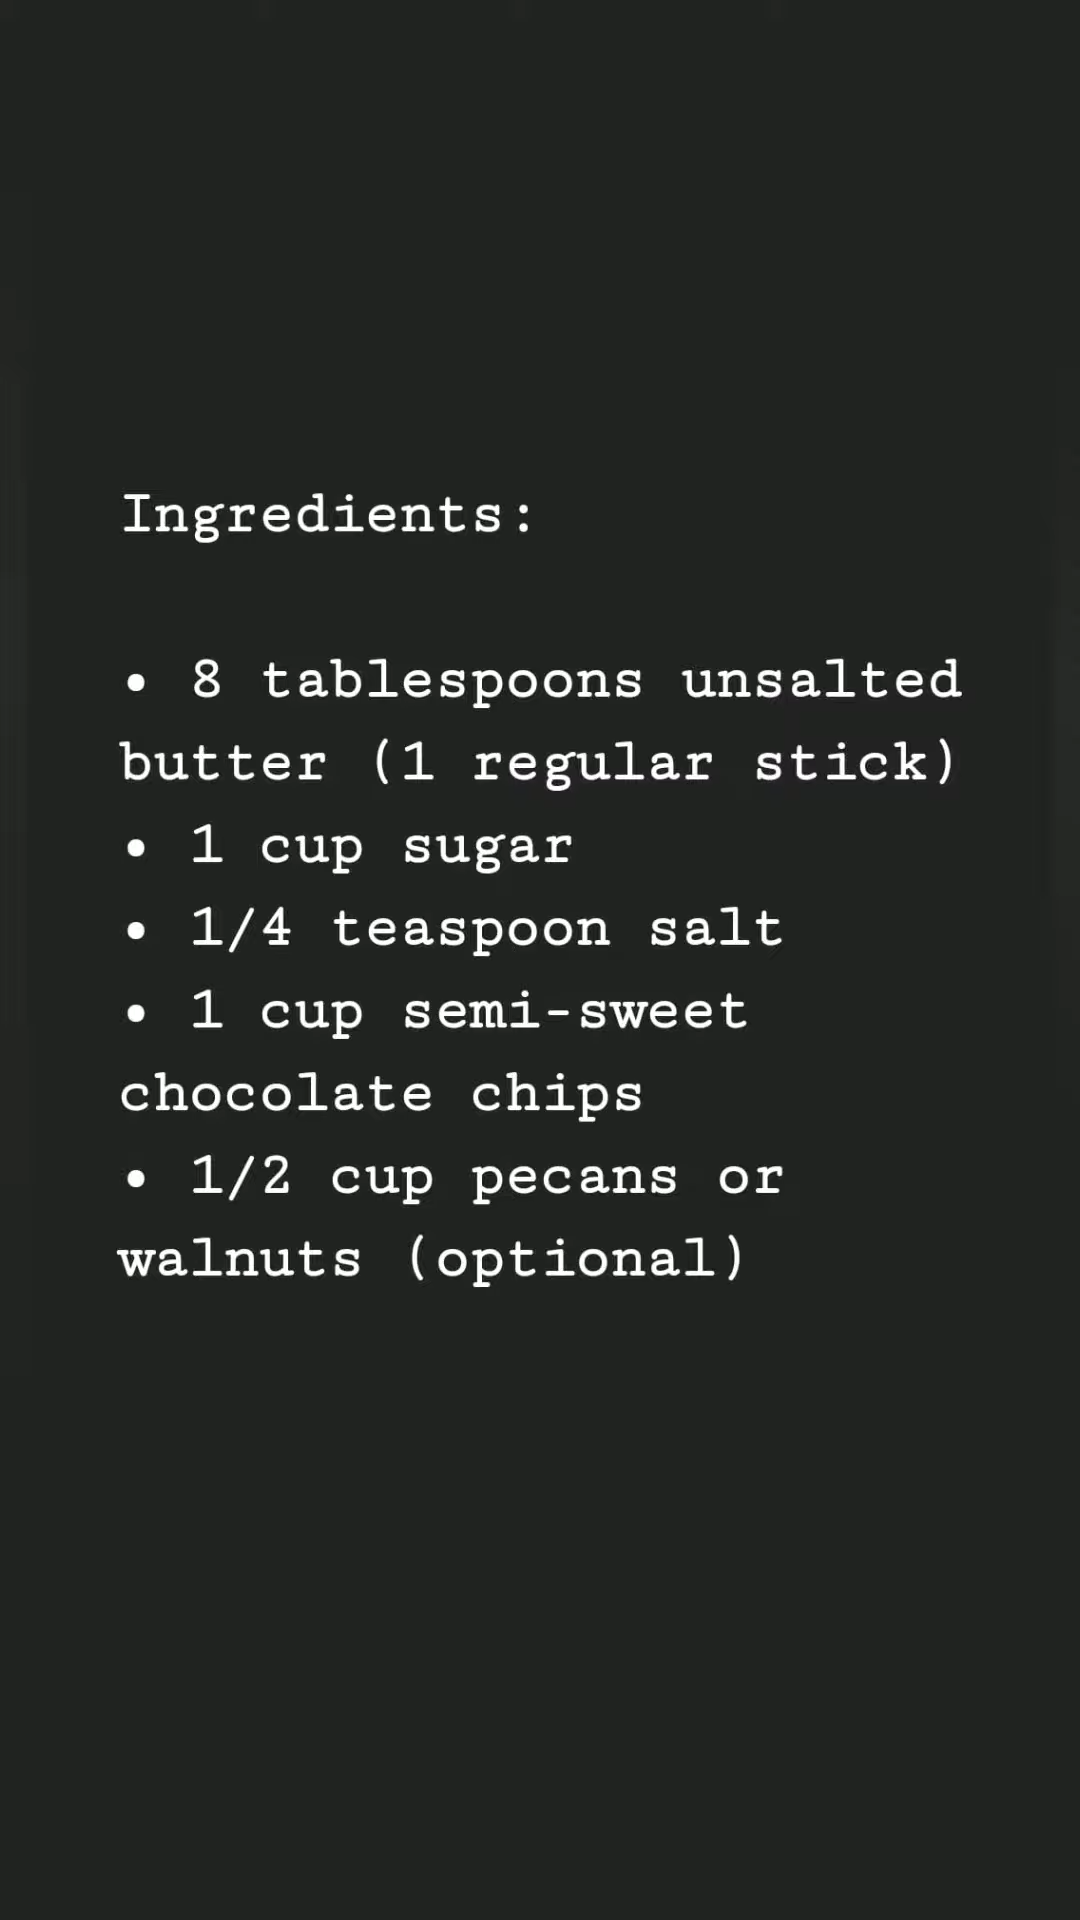 Ingredients:
• 8 tablespoons unsalted
butter (1 regular stick)
• 1 cup sugar
• 1/4 teaspoon salt
• 1 cup semi-sweet
chocolate chips
• 1/2 cup pecans or
walnuts (optional)